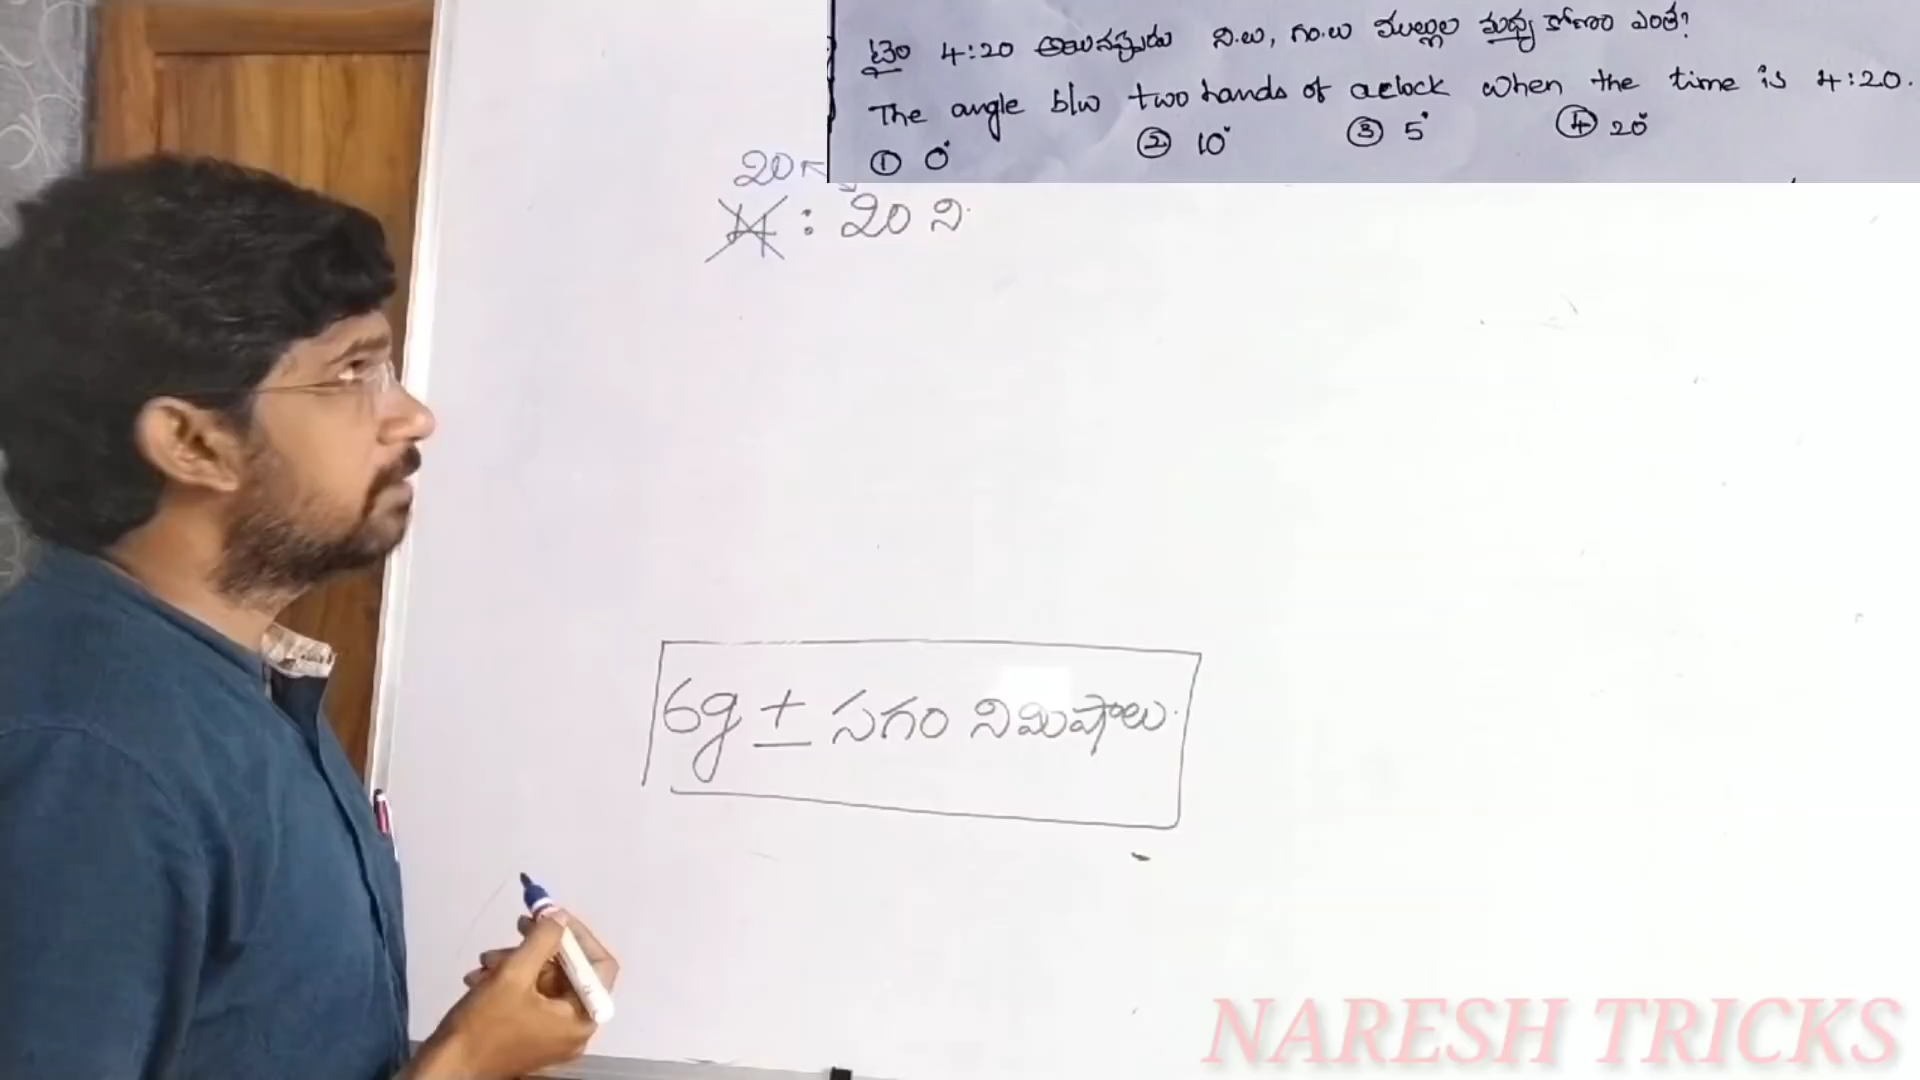 టైం 4:20 అయినప్పుడు ని.లు, గం.లు ముల్లుల మధ్య కోణం ఎంత?
The angle b/w two hands of a clock when the time is 4:20.
① 0° ② 10° ③ 5° ④ 20°
20
4 : 20 ని.
6g ± సగం నిమిషాలు.
NARESH TRICKS